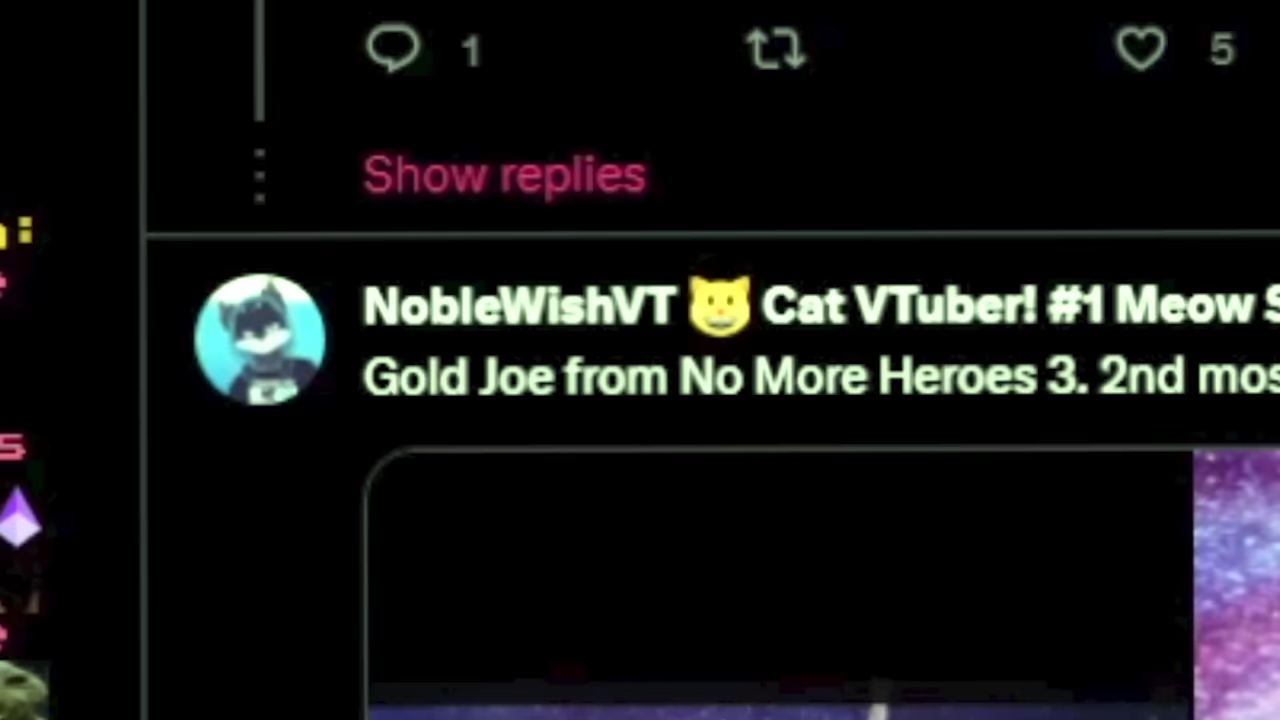 1 5
Show replies
NobleWishVT 😺 Cat VTuber! #1 Meow S
Gold Joe from No More Heroes 3. 2nd mos